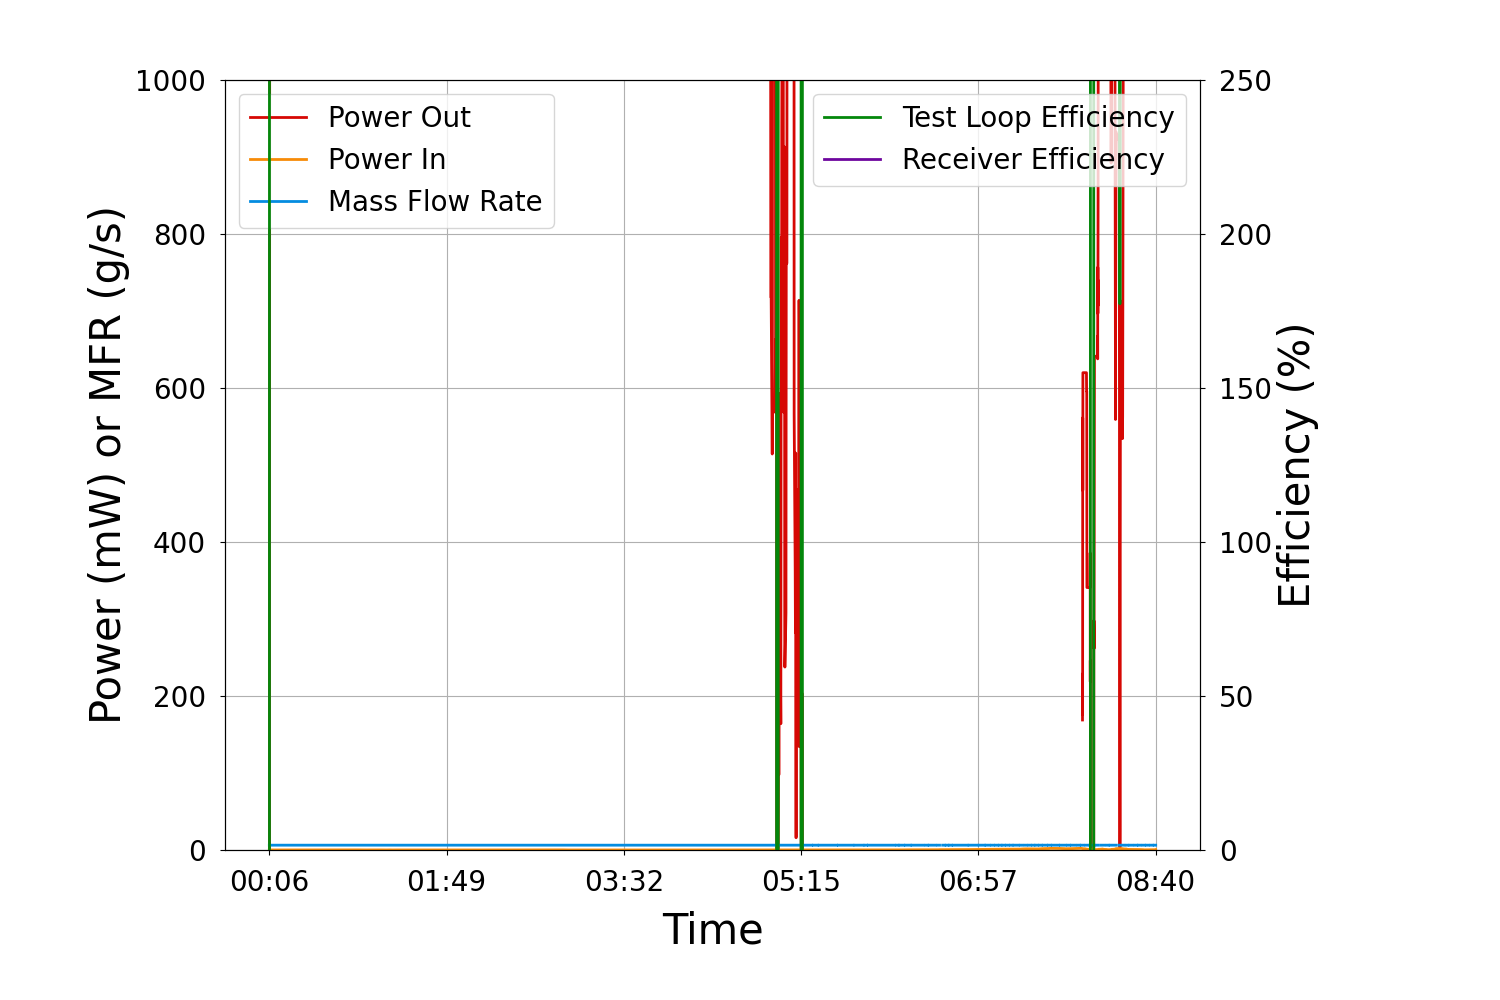 Power Out
Power In
Mass Flow Rate
Test Loop Efficiency
Receiver Efficiency
1000
800
600
400
200
0
250
200
150
100
50
0
Power (mW) or MFR (g/s)
Efficiency (%)
00:06 01:49 03:32 05:15 06:57 08:40
Time